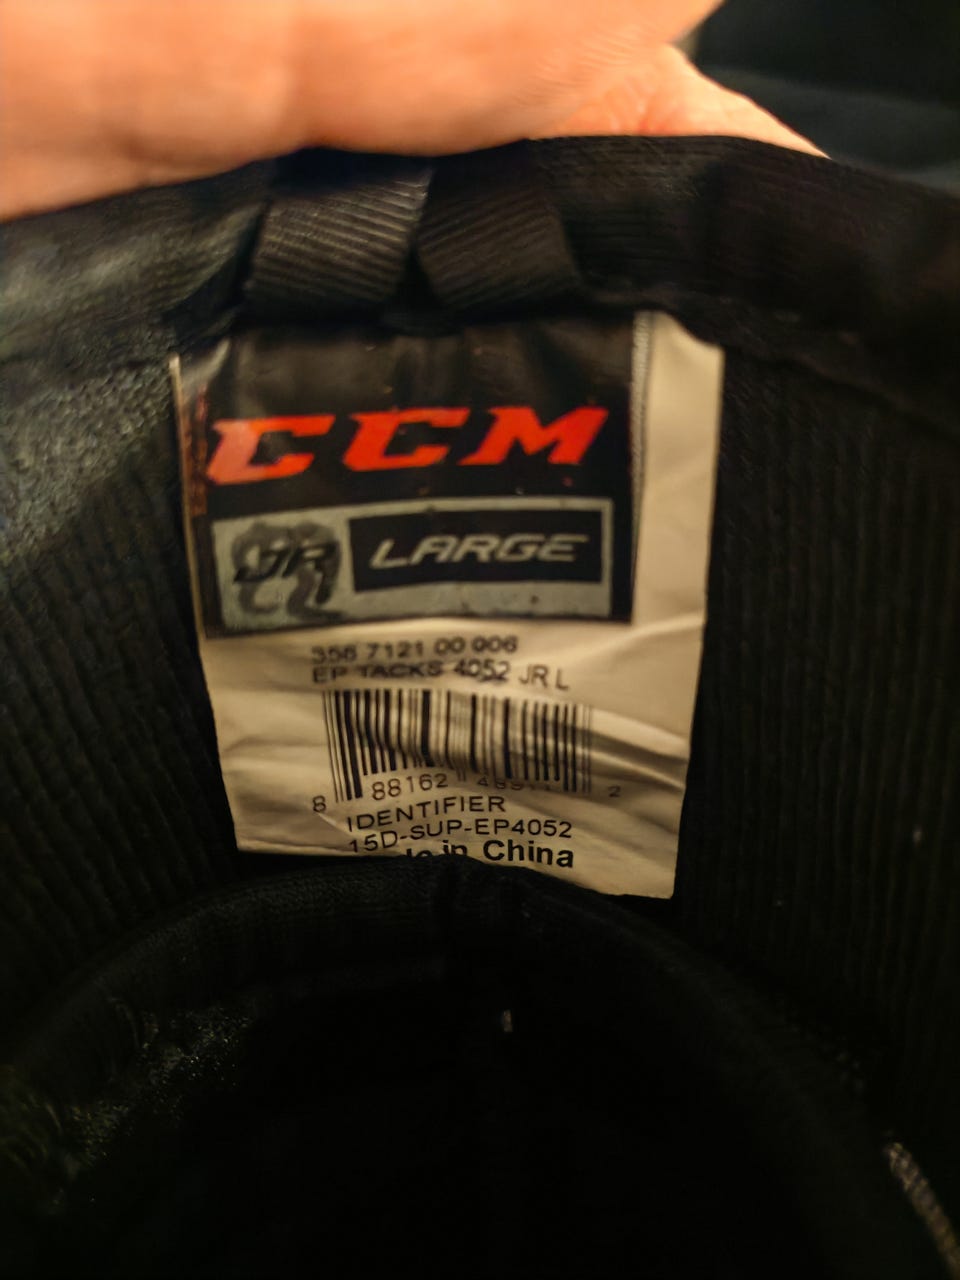 CCM
JR LARGE
356 7121 00 006
EP TACKS 4052 JR L
8 88162 2
IDENTIFIER
15D-SUP-EP4052
in China